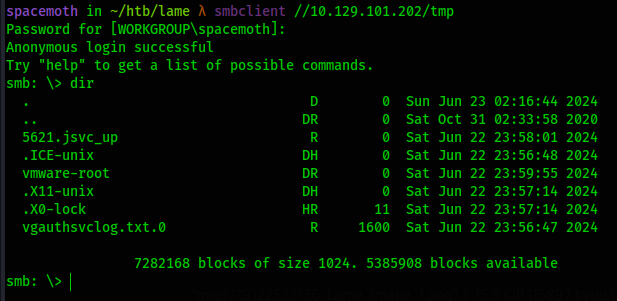 spacemoth in ~/htb/lame λ smbclient //10.129.101.202/tmp
Password for [WORKGROUP\spacemoth]:
Anonymous login successful
Try "help" to get a list of possible commands.
smb: \> dir
  .                                   D        0  Sun Jun 23 02:16:44 2024
  ..                                 DR        0  Sat Oct 31 02:33:58 2020
  5621.jsvc_up                        R        0  Sat Jun 22 23:58:01 2024
  .ICE-unix                          DH        0  Sat Jun 22 23:56:48 2024
  vmware-root                        DR        0  Sat Jun 22 23:59:55 2024
  .X11-unix                          DH        0  Sat Jun 22 23:57:14 2024
  .X0-lock                           HR       11  Sat Jun 22 23:57:14 2024
  vgauthsvclog.txt.0                  R     1600  Sat Jun 22 23:56:47 2024
                7282168 blocks of size 1024. 5385908 blocks available
smb: \>